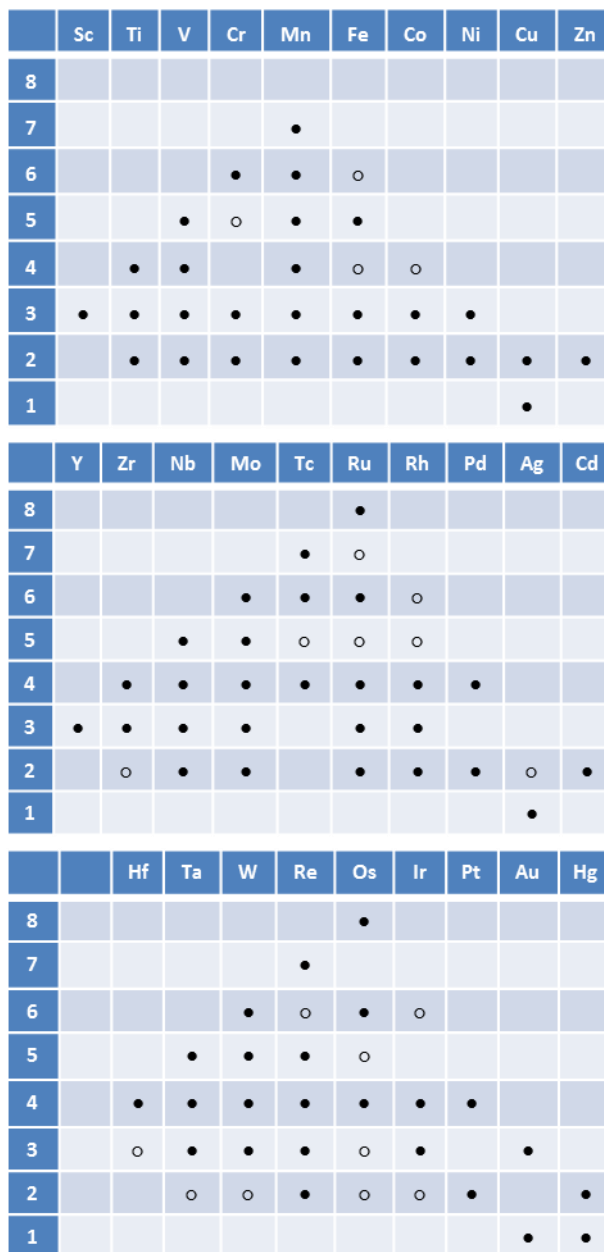 Sc Ti V Cr Mn Fe Co Ni Cu Zn
8
7 ●
6 ● ● ○
5 ● ○ ● ●
4 ● ● ● ○ ○
3 ● ● ● ● ● ● ● ●
2 ● ● ● ● ● ● ● ● ●
1 ●
Y Zr Nb Mo Tc Ru Rh Pd Ag Cd
8 ●
7 ● ○
6 ● ● ● ○
5 ● ● ○ ○ ○
4 ● ● ● ● ● ● ●
3 ● ● ● ● ● ●
2 ○ ● ● ● ● ● ○ ●
1 ●
Hf Ta W Re Os Ir Pt Au Hg
8 ●
7 ●
6 ● ○ ● ○
5 ● ● ● ○
4 ● ● ● ● ● ● ●
3 ○ ● ● ● ○ ● ●
2 ○ ○ ● ○ ○ ● ●
1 ● ●